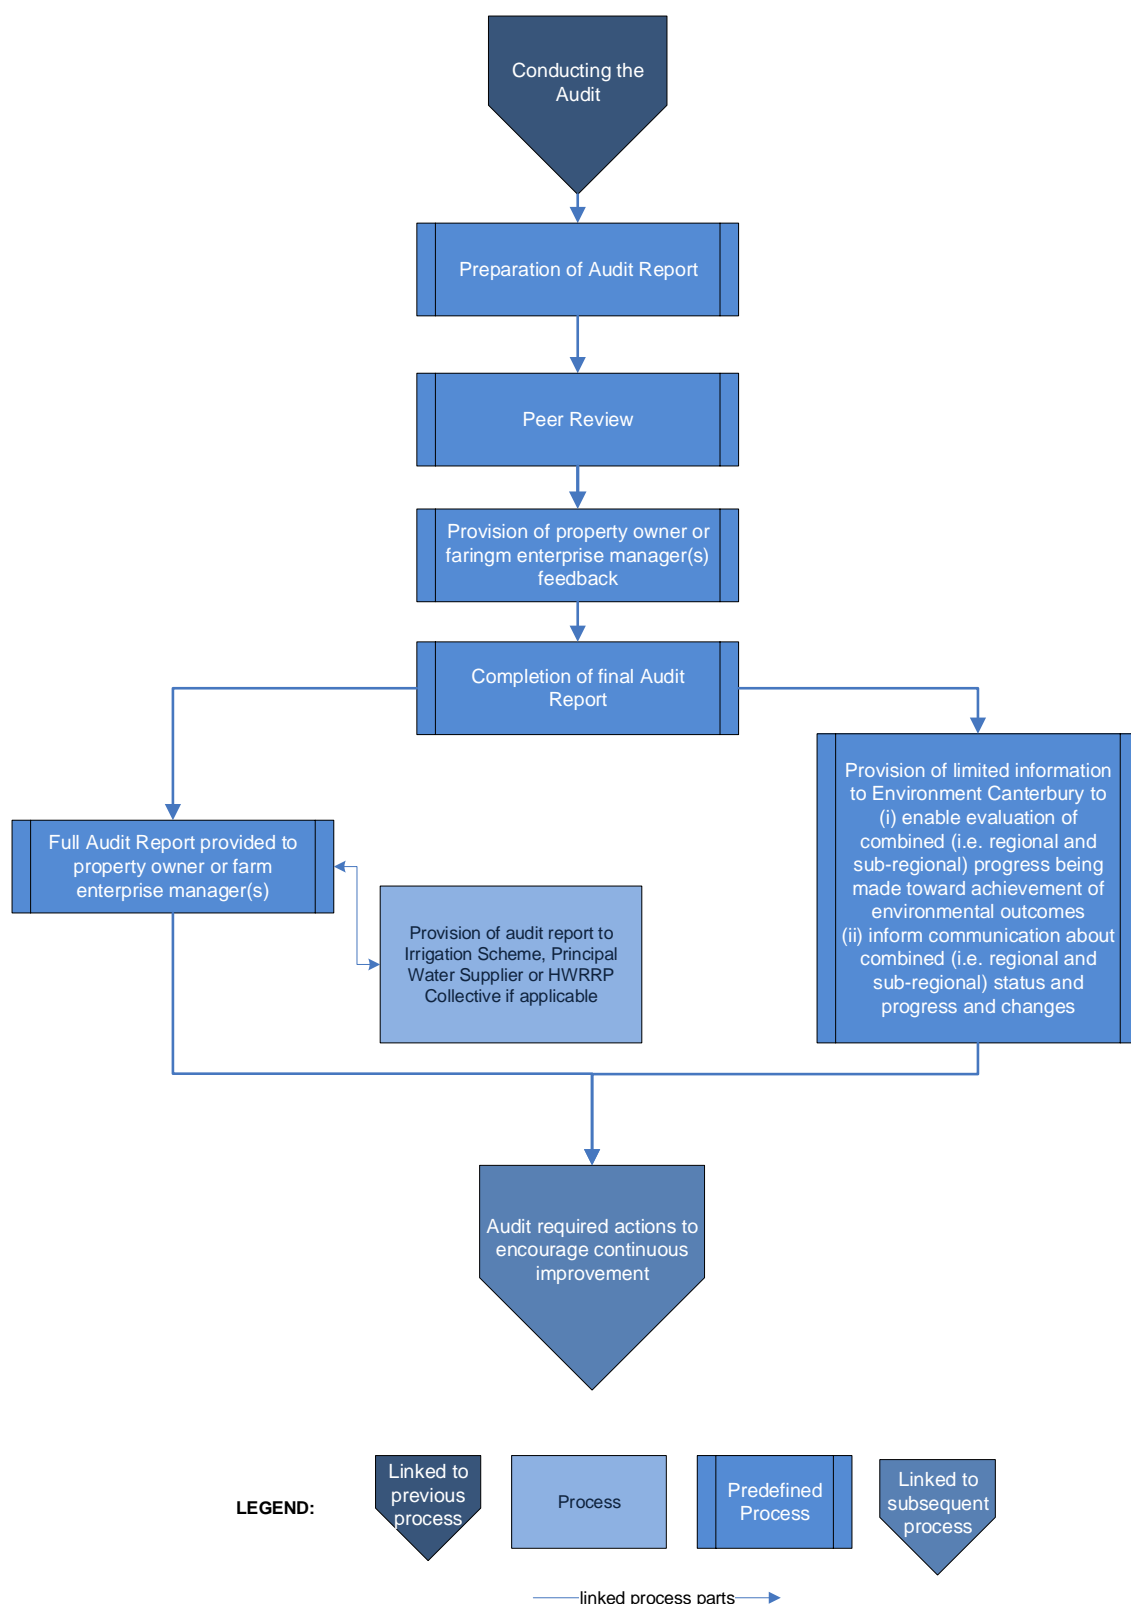 Conducting the
Audit
Preparation of Audit Report
Peer Review
Provision of property owner or
faringm enterprise manager(s)
feedback
Completion of final Audit
Report
Provision of limited information
to Environment Canterbury to
(i) enable evaluation of
combined (i.e. regional and
sub-regional) progress being
made toward achievement of
environmental outcomes
(ii) inform communication about
combined (i.e. regional and
sub-regional) status and
progress and changes
Full Audit Report provided to
property owner or farm
enterprise manager(s)
Provision of audit report to
Irrigation Scheme, Principal
Water Supplier or HWRRP
Collective if applicable
Audit required actions to
encourage continuous
improvement
LEGEND:
Linked to
previous
process
Process
Predefined
Process
Linked to
subsequent
process
linked process parts